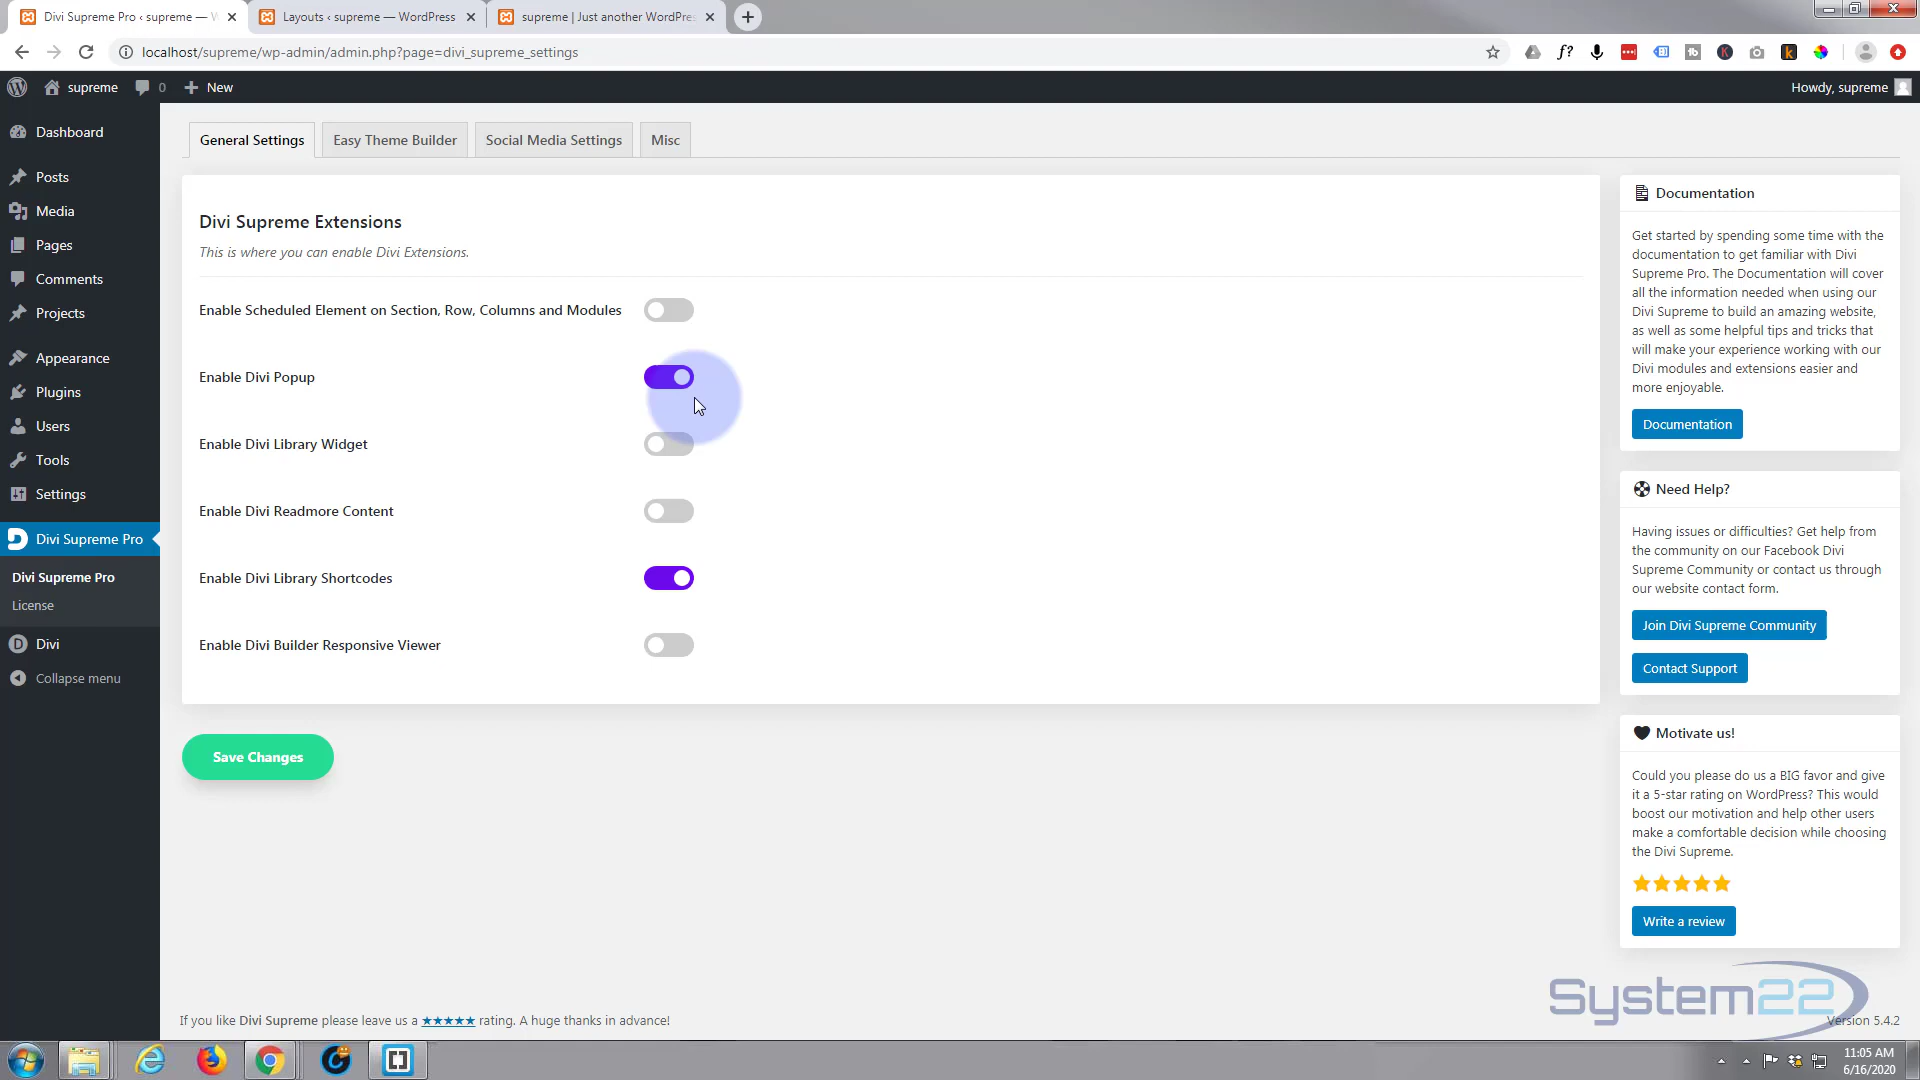 Divi Supreme Pro ‹ supreme — W
Layouts ‹ supreme — WordPress
supreme | Just another WordPre
localhost/supreme/wp-admin/admin.php?page=divi_supreme_settings
supreme
0
New
Howdy, supreme
Dashboard
Posts
Media
Pages
Comments
Projects
Appearance
Plugins
Users
Tools
Settings
Divi Supreme Pro
Divi Supreme Pro
License
Divi
Collapse menu
General Settings
Easy Theme Builder
Social Media Settings
Misc
Divi Supreme Extensions
This is where you can enable Divi Extensions.
Enable Scheduled Element on Section, Row, Columns and Modules
Enable Divi Popup
Enable Divi Library Widget
Enable Divi Readmore Content
Enable Divi Library Shortcodes
Enable Divi Builder Responsive Viewer
Save Changes
Documentation
Get started by spending some time with the
documentation to get familiar with Divi
Supreme Pro. The Documentation will cover
all the information needed when using our
Divi Supreme to build an amazing website,
as well as some helpful tips and tricks that
will make your experience working with our
Divi modules and extensions easier and
more enjoyable.
Documentation
Need Help?
Having issues or difficulties? Get help from
the community on our Facebook Divi
Supreme Community or contact us through
our website contact form.
Join Divi Supreme Community
Contact Support
Motivate us!
Could you please do us a BIG favor and give
it a 5-star rating on WordPress? This would
boost our motivation and help other users
make a comfortable decision while choosing
the Divi Supreme.
Write a review
System22
If you like Divi Supreme please leave us a ★★★★★ rating. A huge thanks in advance!
Version 5.4.2
11:05 AM
6/16/2020